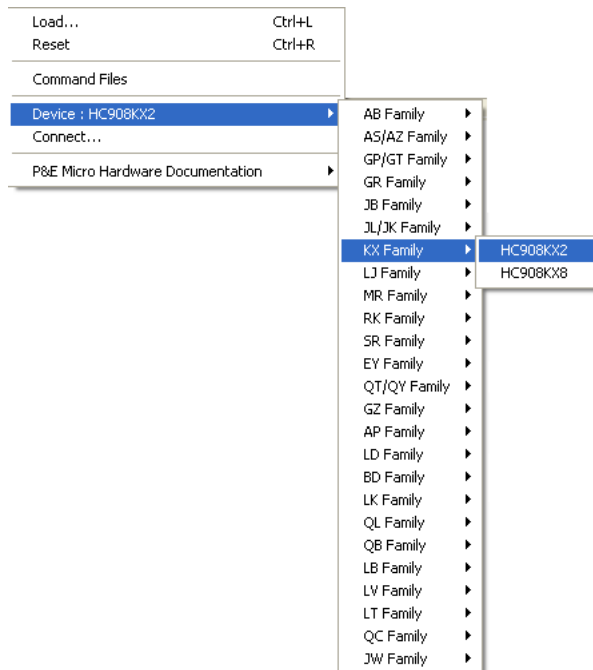 Load... Ctrl+L
Reset Ctrl+R
Command Files
Device : HC908KX2
Connect...
P&E Micro Hardware Documentation
AB Family
AS/AZ Family
GP/GT Family
GR Family
JB Family
JL/JK Family
KX Family
LJ Family
MR Family
RK Family
SR Family
EY Family
QT/QY Family
GZ Family
AP Family
LD Family
BD Family
LK Family
QL Family
QB Family
LB Family
LV Family
LT Family
QC Family
JW Family
HC908KX2
HC908KX8